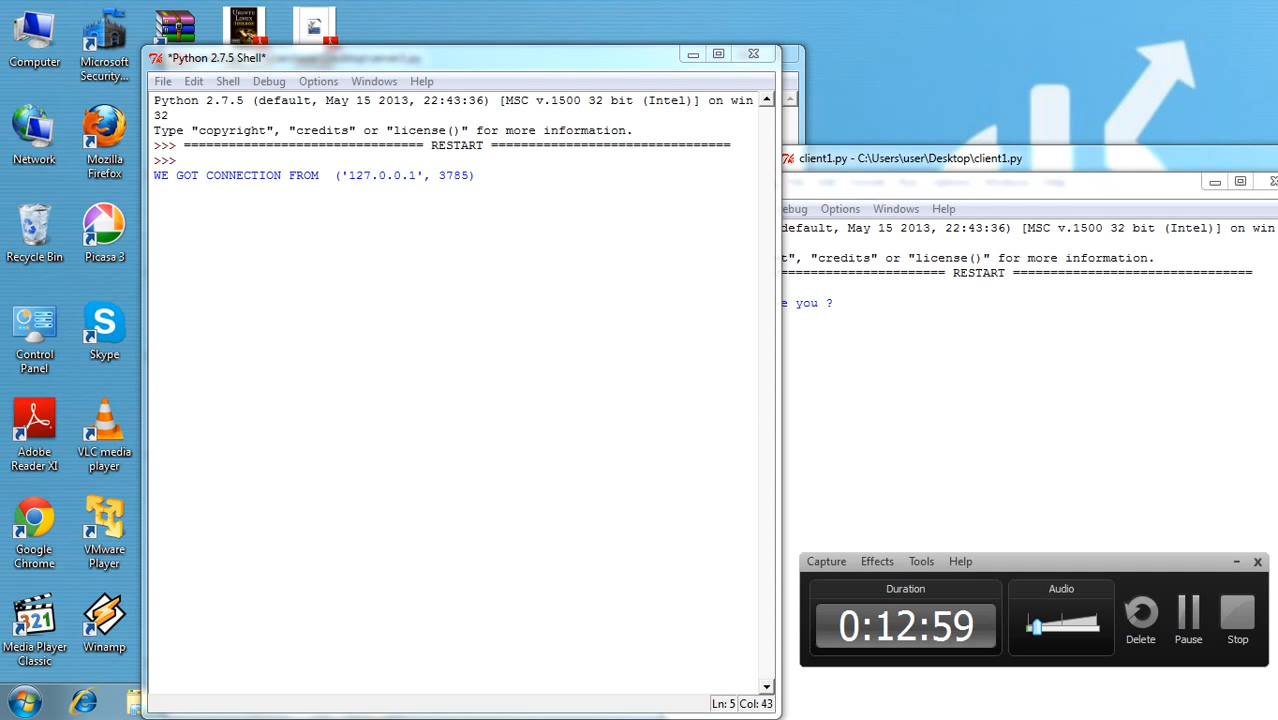 Computer
Microsoft
Security...
Network
Mozilla
Firefox
Recycle Bin
Picasa 3
Control
Panel
Skype
Adobe
Reader XI
VLC media
player
Google
Chrome
VMware
Player
Media Player
Classic
Winamp
UBUNTU
LINUX
TOOLBOX
*Python 2.7.5 Shell*
File Edit Shell Debug Options Windows Help
Python 2.7.5 (default, May 15 2013, 22:43:36) [MSC v.1500 32 bit (Intel)] on win
32
Type "copyright", "credits" or "license()" for more information.
>>> ================================ RESTART ================================
>>>
WE GOT CONNECTION FROM  ('127.0.0.1', 3785)
Ln: 5 Col: 43
client1.py - C:\Users\user\Desktop\client1.py
ebug Options Windows Help
default, May 15 2013, 22:43:36) [MSC v.1500 32 bit (Intel)] on win
t", "credits" or "license()" for more information.
====================== RESTART ================================
e you ?
Capture Effects Tools Help
Duration
0:12:59
Audio
Delete
Pause
Stop